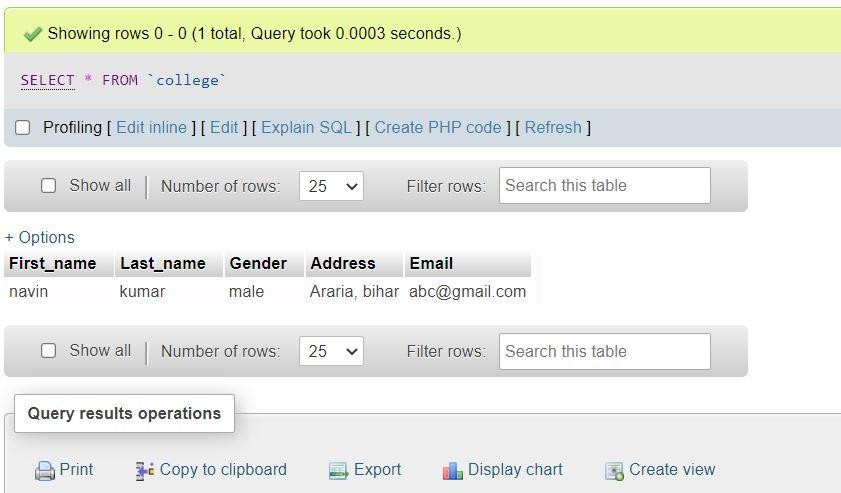 Showing rows 0 - 0 (1 total, Query took 0.0003 seconds.)
SELECT * FROM `college`
Profiling [ Edit inline ] [ Edit ] [ Explain SQL ] [ Create PHP code ] [ Refresh ]
Show all | Number of rows: 25 Filter rows: Search this table
+ Options
First_name Last_name Gender Address Email
navin kumar male Araria, bihar abc@gmail.com
Show all | Number of rows: 25 Filter rows: Search this table
Query results operations
Print Copy to clipboard Export Display chart Create view